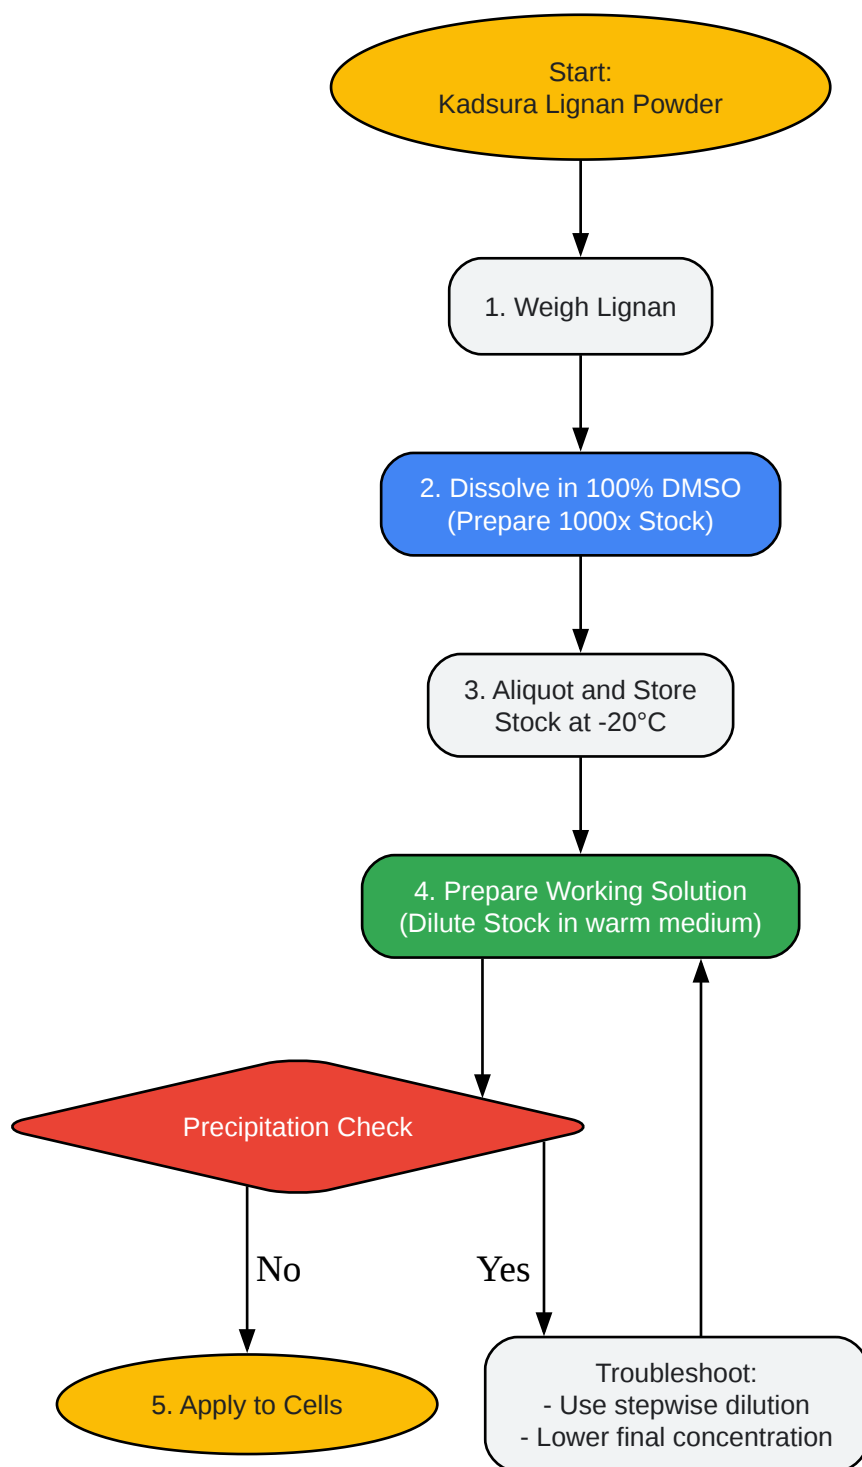 Start:
Kadsura Lignan Powder
1. Weigh Lignan
2. Dissolve in 100% DMSO
(Prepare 1000x Stock)
3. Aliquot and Store
Stock at -20°C
4. Prepare Working Solution
(Dilute Stock in warm medium)
Precipitation Check
No
Yes
5. Apply to Cells
Troubleshoot:
- Use stepwise dilution
- Lower final concentration